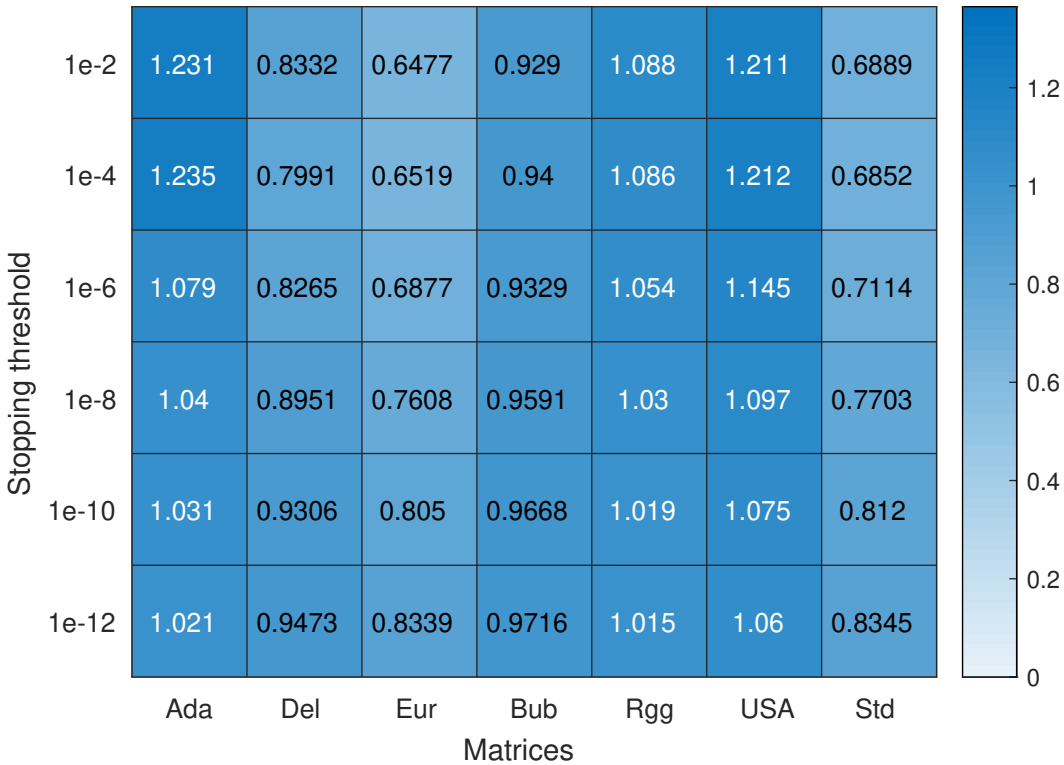 1e-2 1.231 0.8332 0.6477 0.929 1.088 1.211 0.6889
1e-4 1.235 0.7991 0.6519 0.94 1.086 1.212 0.6852
1e-6 1.079 0.8265 0.6877 0.9329 1.054 1.145 0.7114
1e-8 1.04 0.8951 0.7608 0.9591 1.03 1.097 0.7703
1e-10 1.031 0.9306 0.805 0.9668 1.019 1.075 0.812
1e-12 1.021 0.9473 0.8339 0.9716 1.015 1.06 0.8345
Ada Del Eur Bub Rgg USA Std
Matrices
Stopping threshold
1.2
1
0.8
0.6
0.4
0.2
0